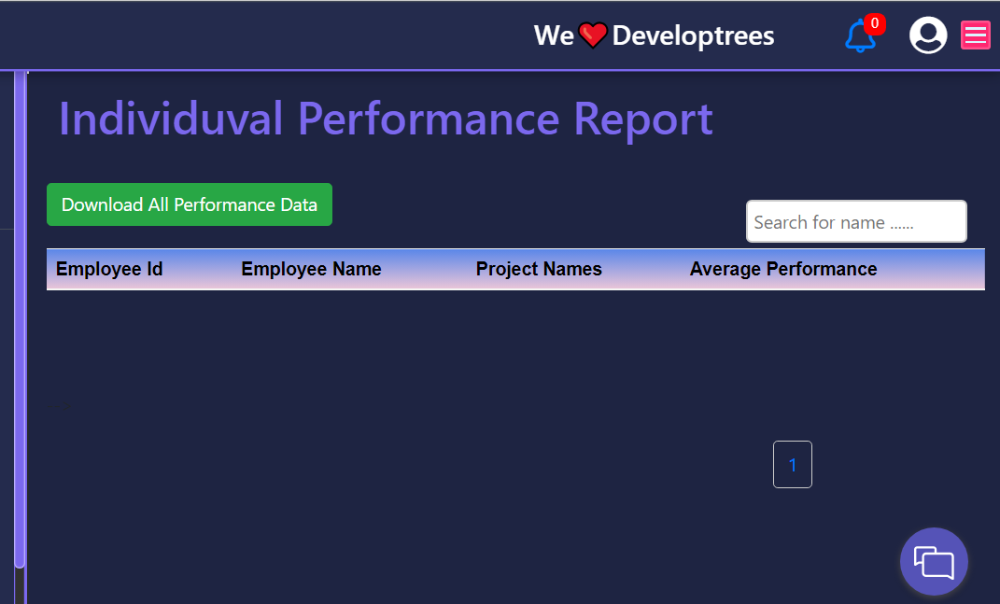 We Developtrees
0
Individuval Performance Report
Download All Performance Data
Search for name ......
Employee Id Employee Name Project Names Average Performance
1